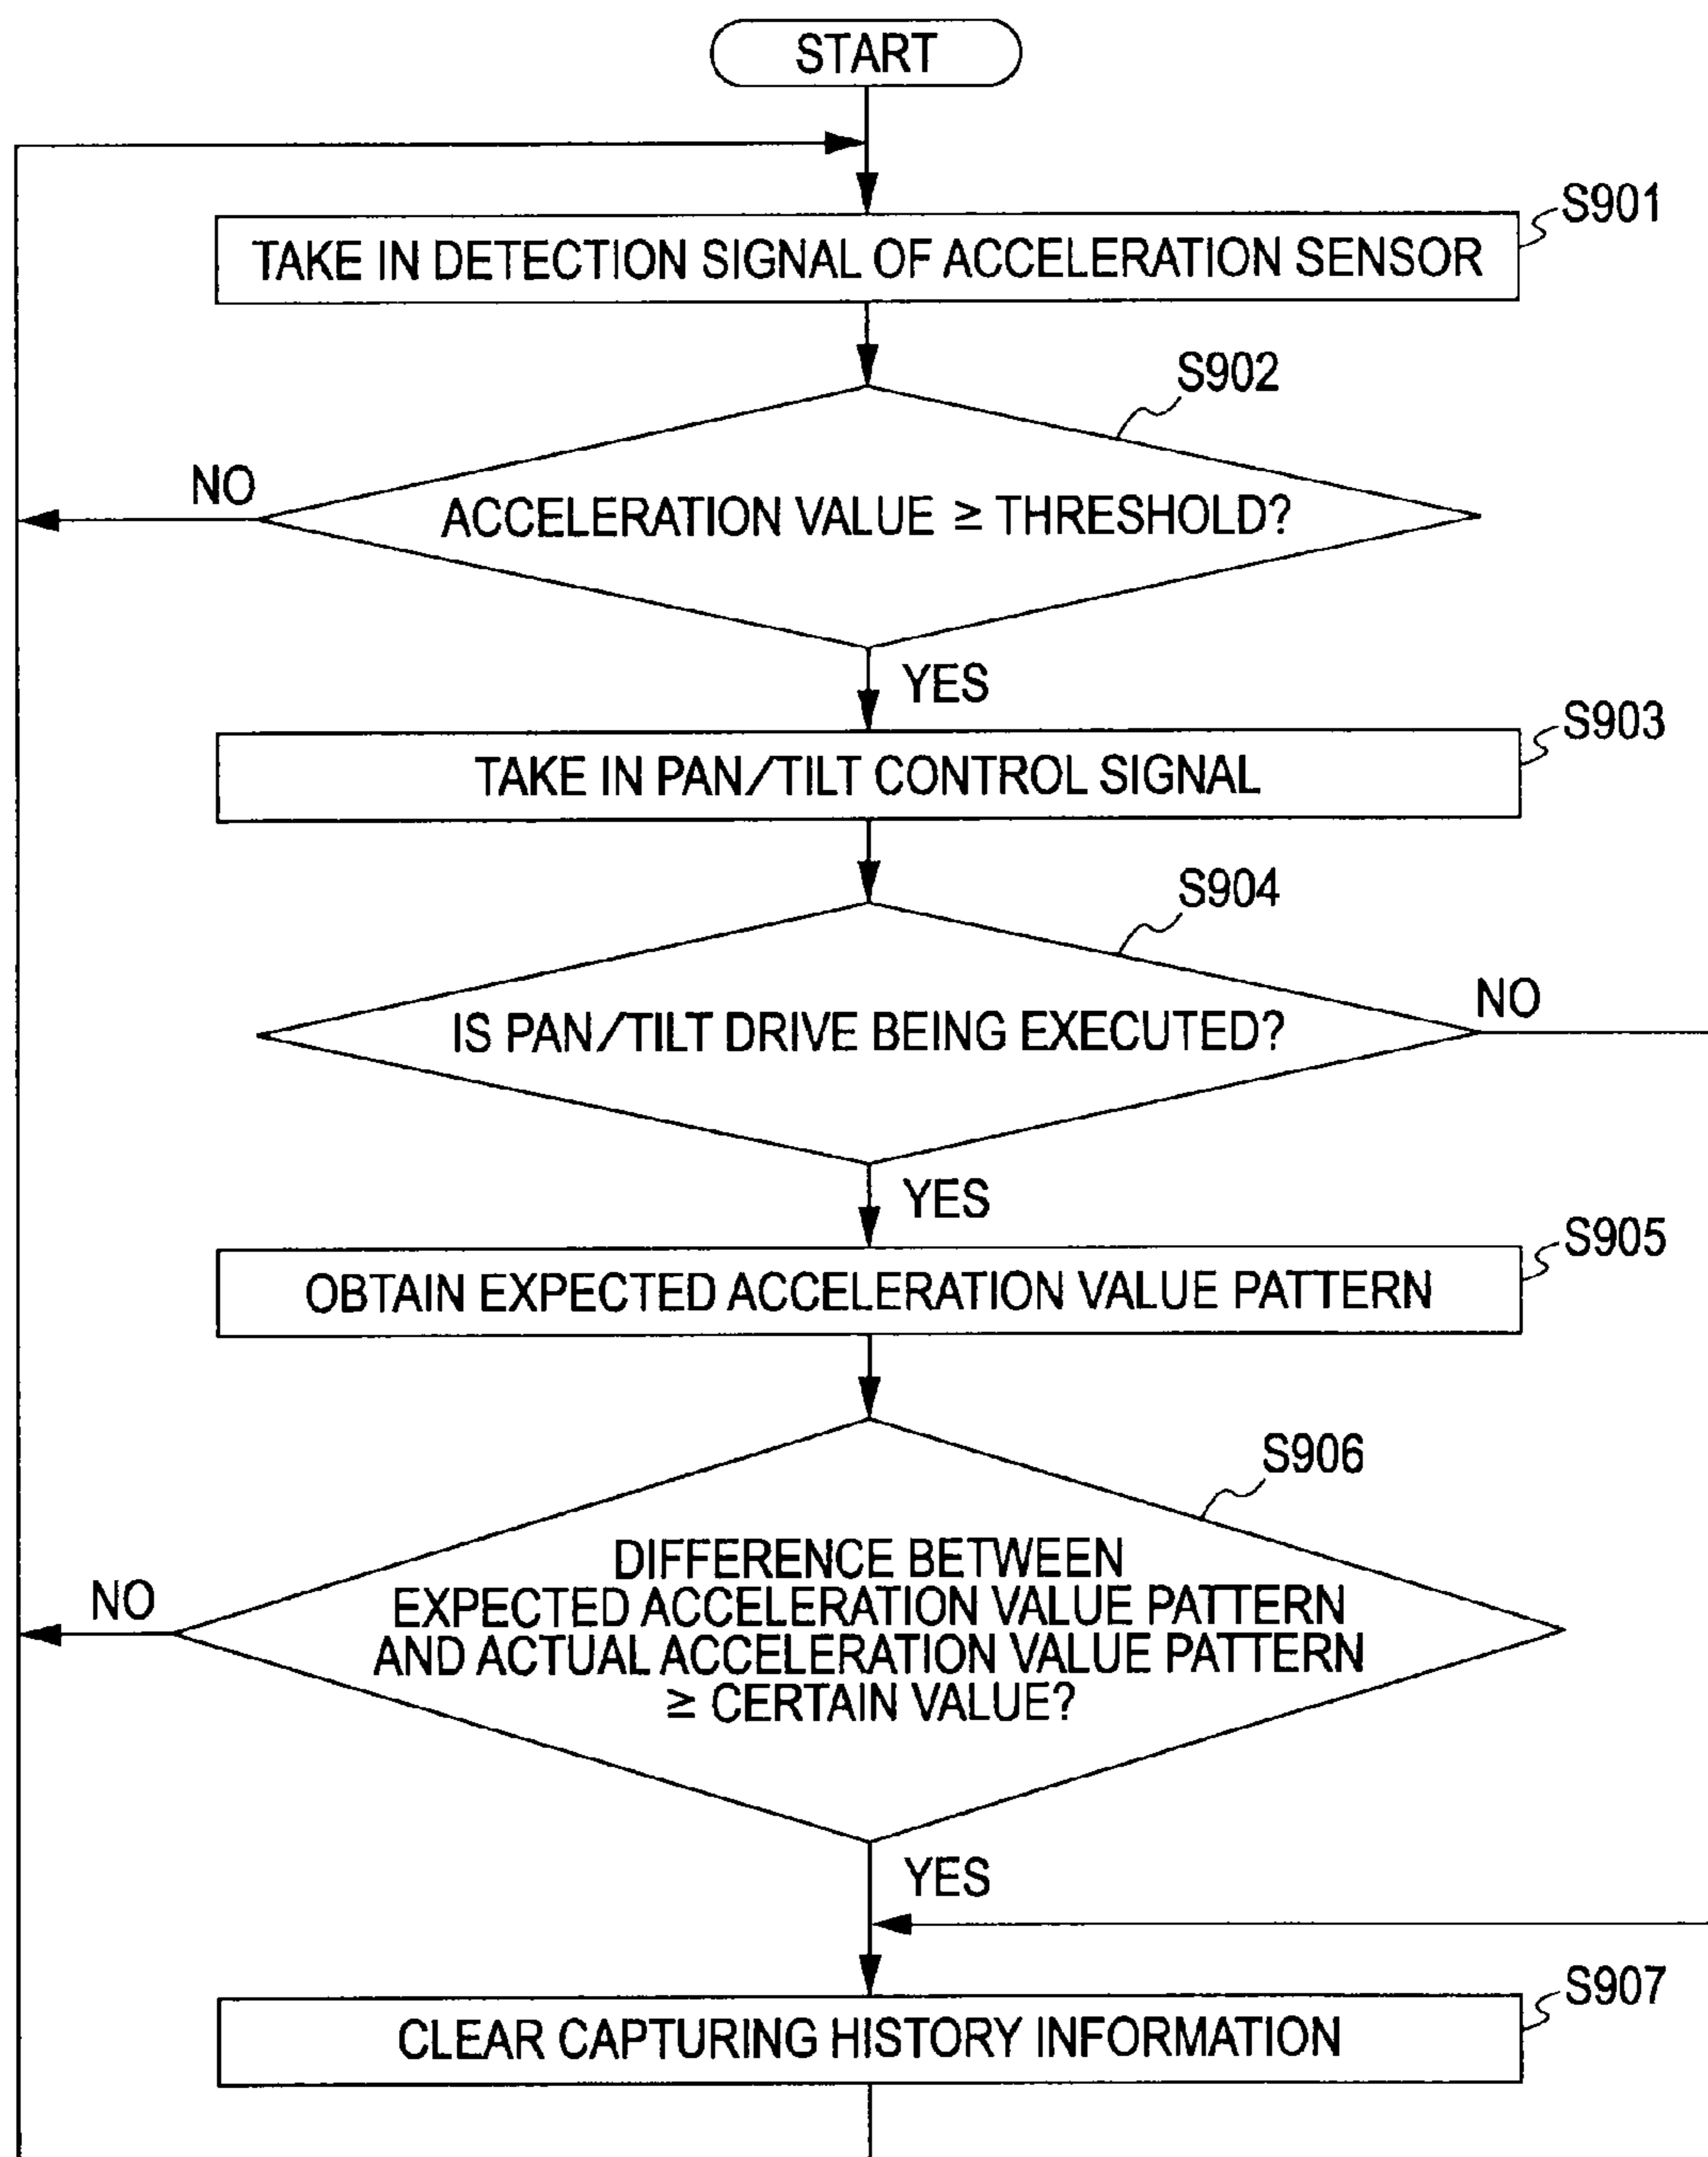 START
S901
TAKE IN DETECTION SIGNAL OF ACCELERATION SENSOR
S902
NO
ACCELERATION VALUE ≥ THRESHOLD?
YES
S903
TAKE IN PAN/TILT CONTROL SIGNAL
S904
NO
IS PAN/TILT DRIVE BEING EXECUTED?
YES
S905
OBTAIN EXPECTED ACCELERATION VALUE PATTERN
S906
DIFFERENCE BETWEEN
NO
EXPECTED ACCELERATION VALUE PATTERN
AND ACTUAL ACCELERATION VALUE PATTERN
≥ CERTAIN VALUE?
YES
S907
CLEAR CAPTURING HISTORY INFORMATION